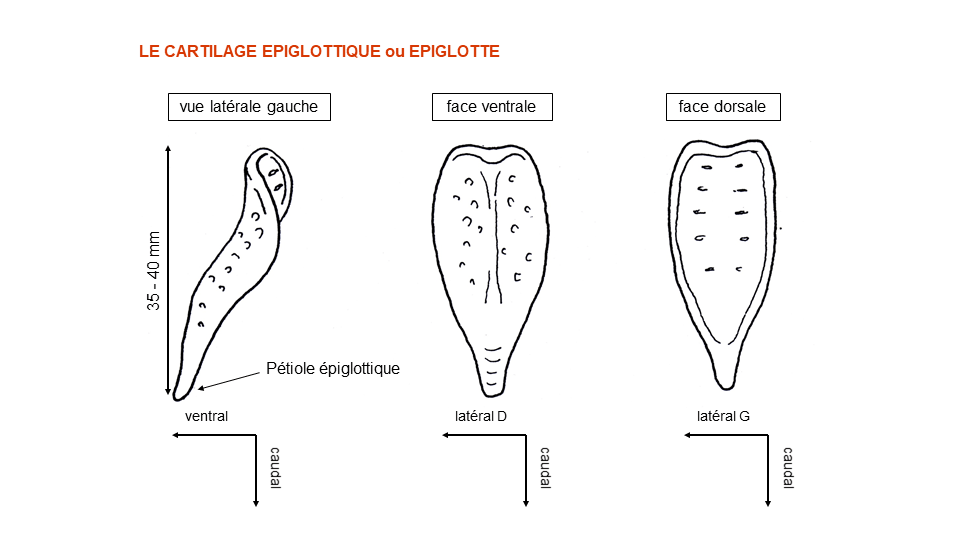 LE CARTILAGE EPIGLOTTIQUE ou EPIGLOTTE
vue latérale gauche
face ventrale
face dorsale
35 - 40 mm
Pétiole épiglottique
ventral
latéral D
latéral G
caudal
caudal
caudal